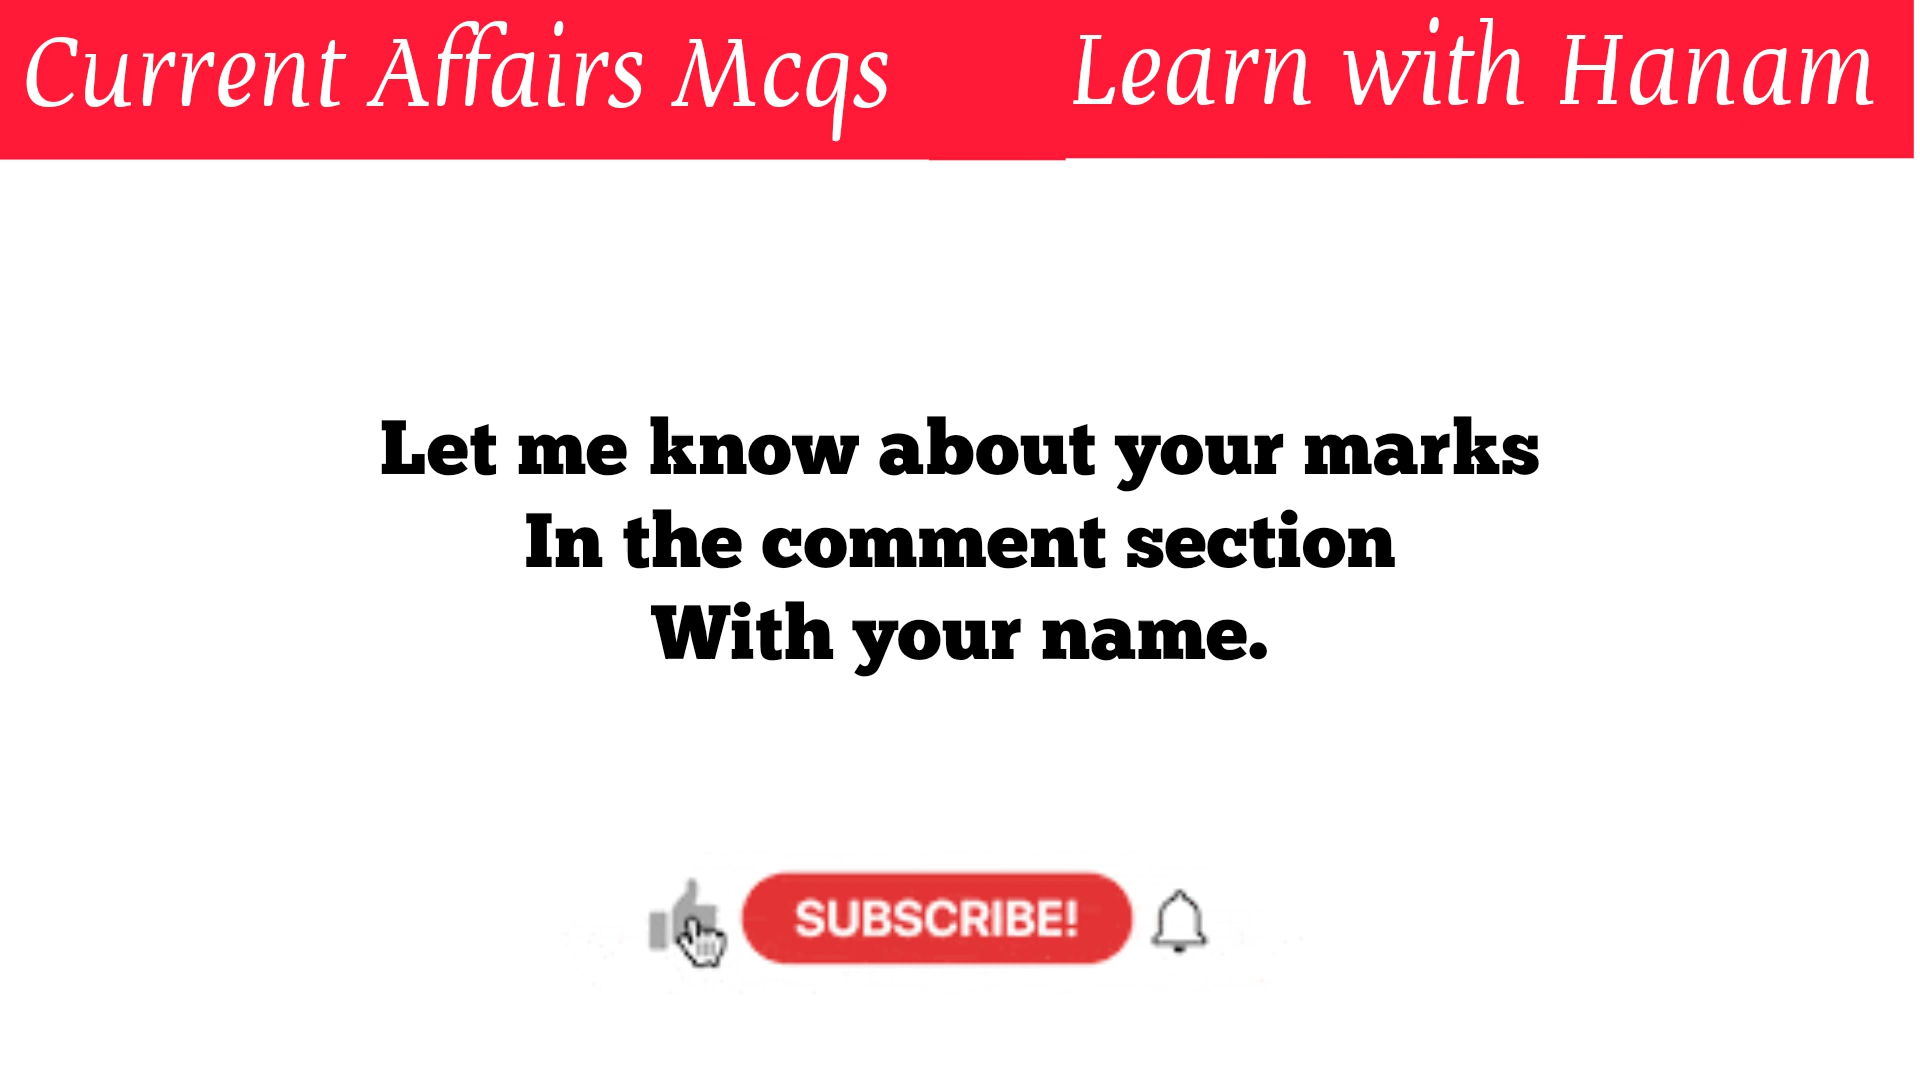 Current Affairs Mcqs
Learn with Hanam
Let me know about your marks
In the comment section
With your name.
SUBSCRIBE!